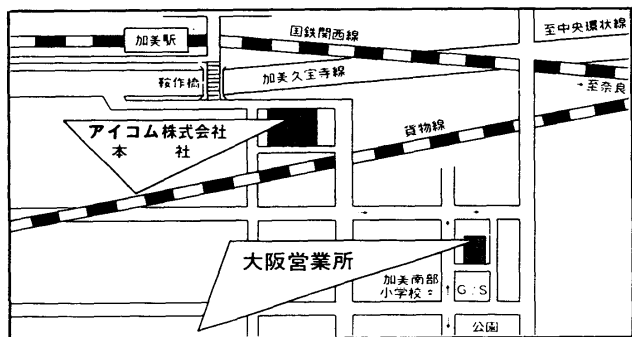 国鉄関西線
至中央環状線
加美駅
加美久宝寺線
鞍作橋
→至奈良
アイコム株式会社
本　社
貨物線
大阪営業所
加美南部
小学校
G/S
公園